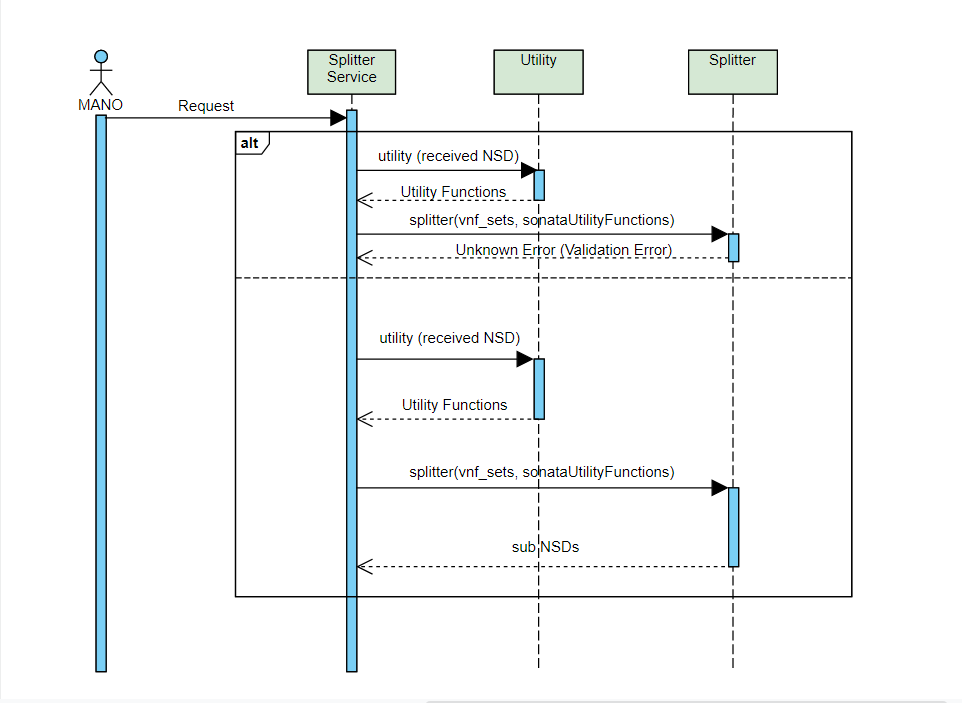 Splitter
Service
Utility
Splitter
MANO
Request
alt
utility (received NSD)
Utility Functions
splitter(vnf_sets, sonataUtilityFunctions)
Unknown Error (Validation Error)
utility (received NSD)
Utility Functions
splitter(vnf_sets, sonataUtilityFunctions)
sub NSDs